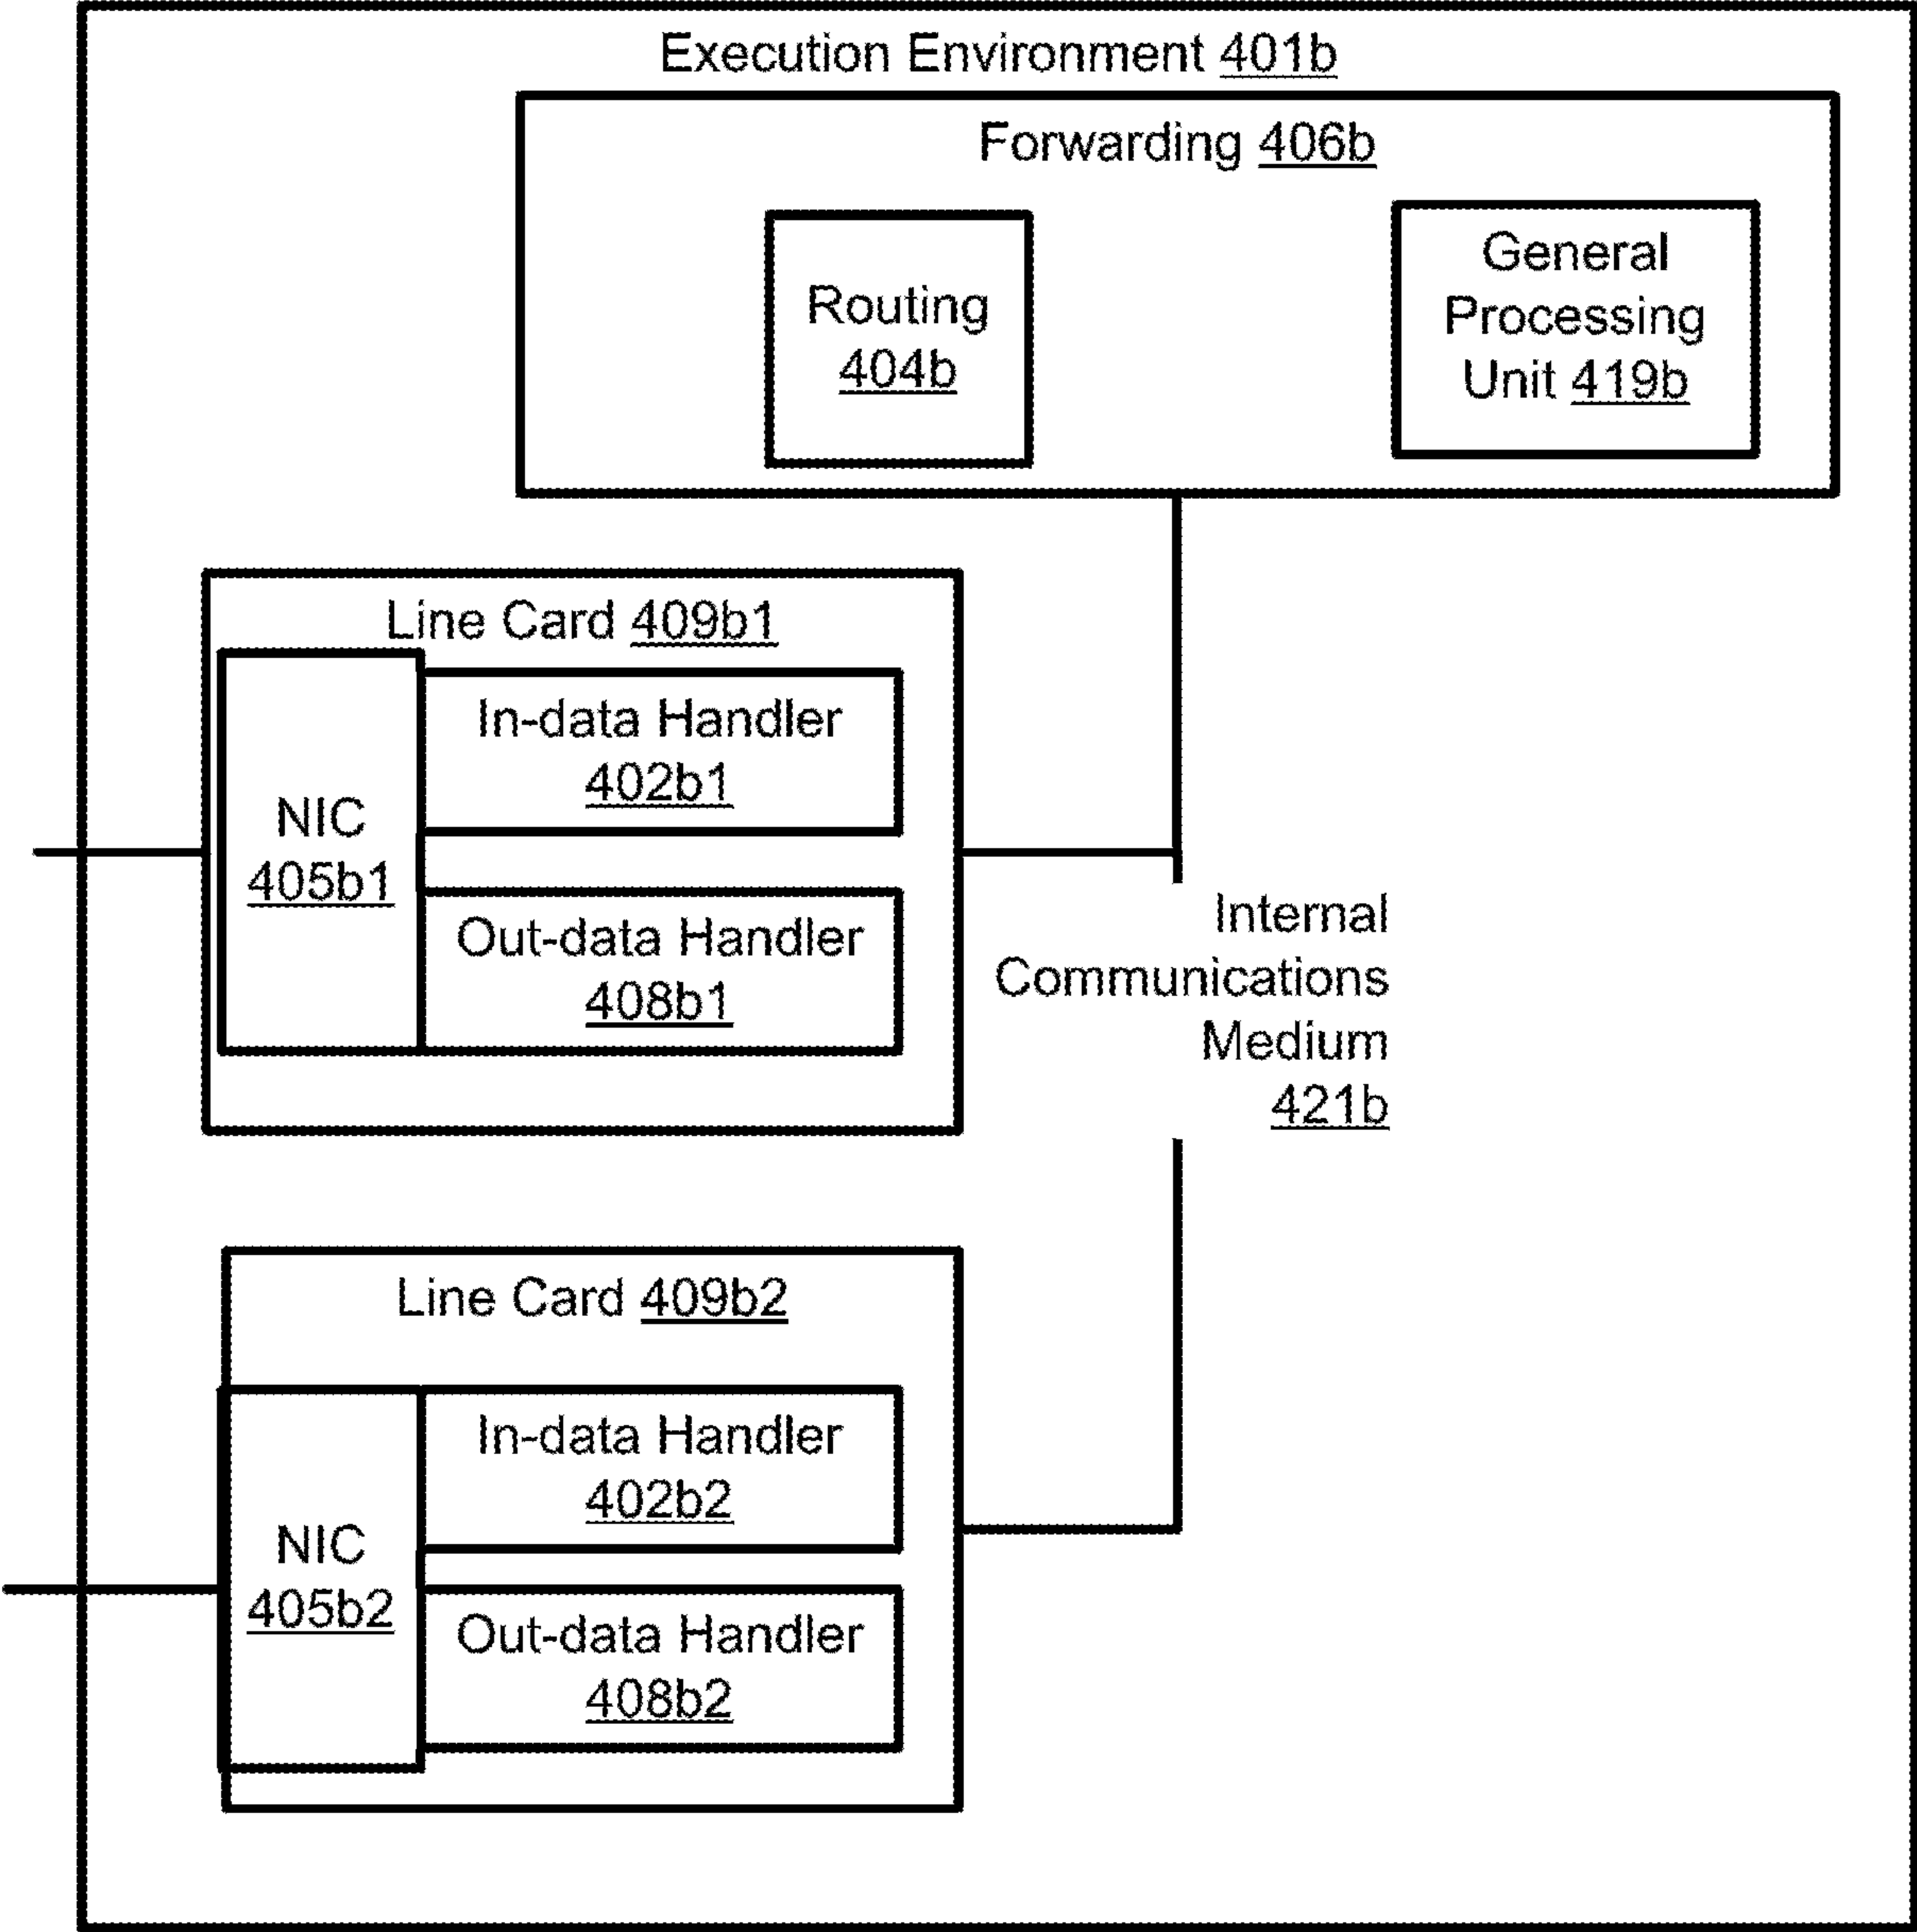 Execution Environment 401b
Forwarding 406b
Routing
404b
General
Processing
Unit 419b
Line Card 409b1
In-data Handler
402b1
NIC
405b1
Out-data Handler
408b1
Internal
Communications
Medium
421b
Line Card 409b2
In-data Handler
402b2
NIC
405b2
Out-data Handler
408b2